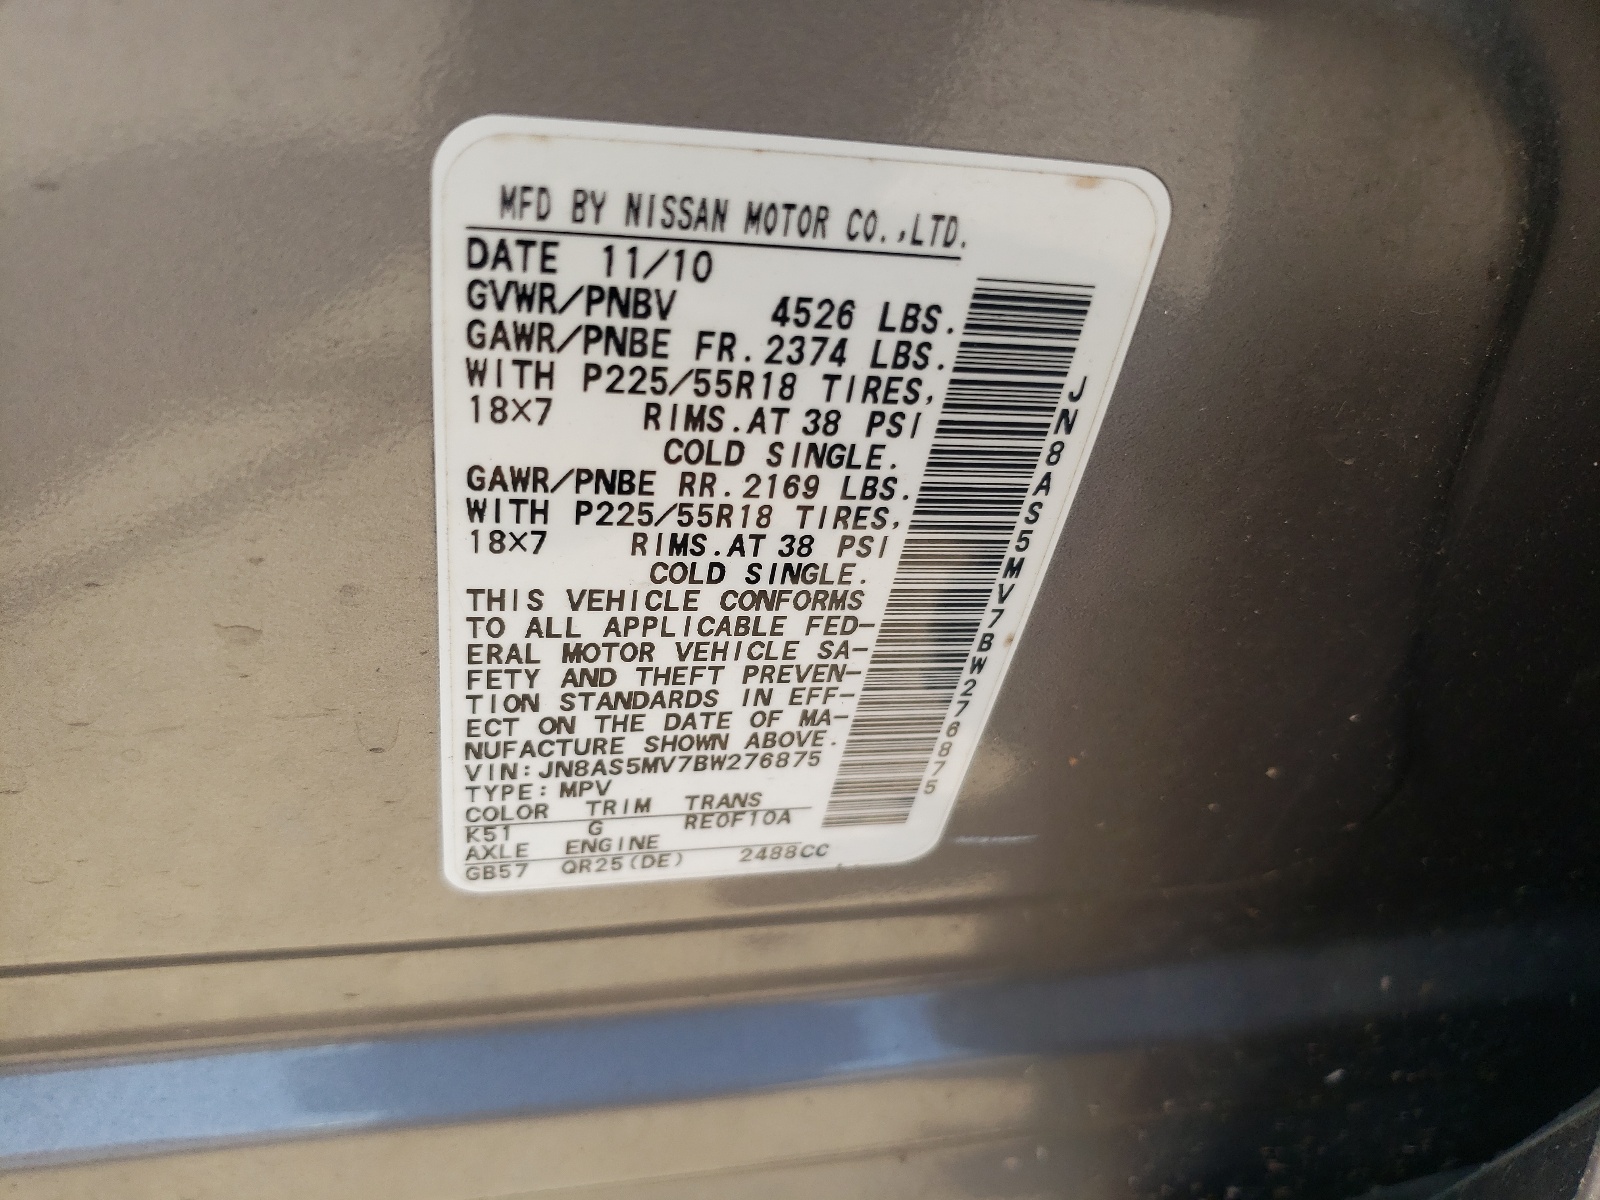 MFD BY NISSAN MOTOR CO.,LTD.
DATE 11/10
GVWR/PNBV 4526 LBS.
GAWR/PNBE FR.2374 LBS.
WITH P225/55R18 TIRES,
18×7 RIMS.AT 38 PSI
COLD SINGLE.
GAWR/PNBE RR.2169 LBS.
WITH P225/55R18 TIRES,
18×7 RIMS.AT 38 PSI
COLD SINGLE.
THIS VEHICLE CONFORMS
TO ALL APPLICABLE FED-
ERAL MOTOR VEHICLE SA-
FETY AND THEFT PREVEN-
TION STANDARDS IN EFF-
ECT ON THE DATE OF MA-
NUFACTURE SHOWN ABOVE.
VIN:JN8AS5MV7BW276875
TYPE:MPV
COLOR TRIM TRANS
K51 G RE0F10A
AXLE ENGINE
GB57 QR25(DE) 2488CC
JN8AS5MV7BW276875